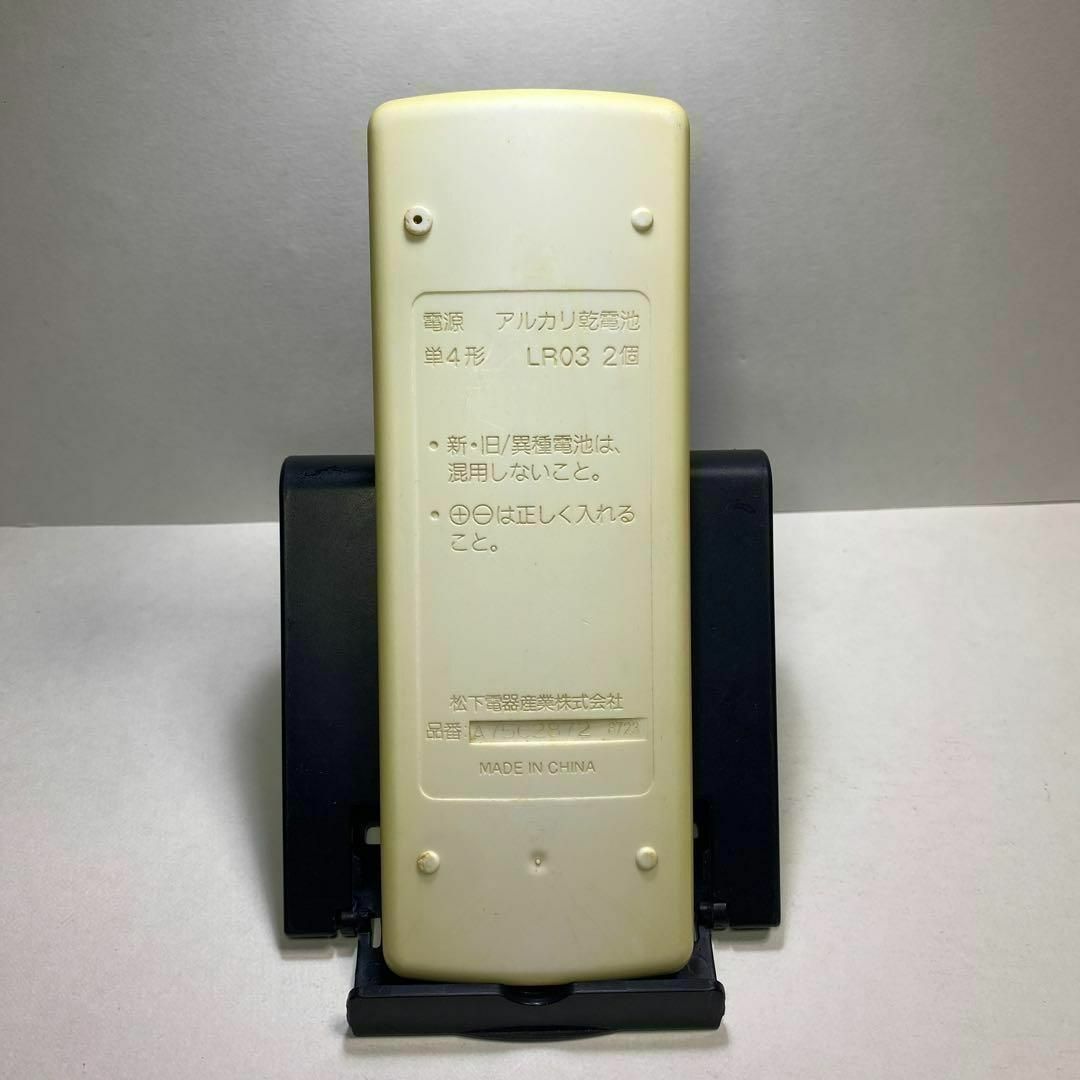 電源 アルカリ乾電池
単4形 LR03 2個
・新・旧/異種電池は、
混用しないこと。
・⊕⊖は正しく入れる
こと。
松下電器産業株式会社
品番: A75C2872 8723
MADE IN CHINA